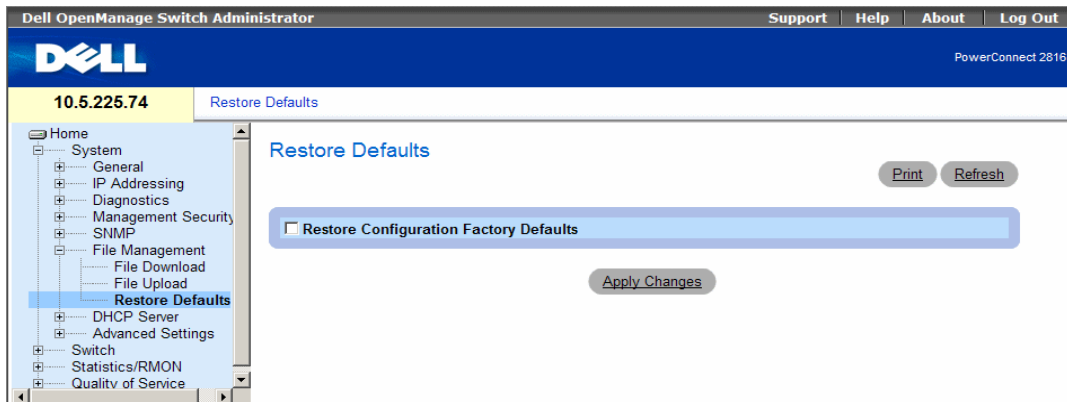 Dell OpenManage Switch Administrator
Support | Help | About | Log Out
DELL
PowerConnect 2816
10.5.225.74
Restore Defaults
Home
System
General
IP Addressing
Diagnostics
Management Security
SNMP
File Management
File Download
File Upload
Restore Defaults
DHCP Server
Advanced Settings
Switch
Statistics/RMON
Quality of Service
Restore Defaults
Print
Refresh
Restore Configuration Factory Defaults
Apply Changes